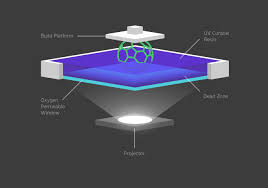 Build Platform
UV Curable
Resin
Oxygen
Permeable
Window
Dead Zone
Projector